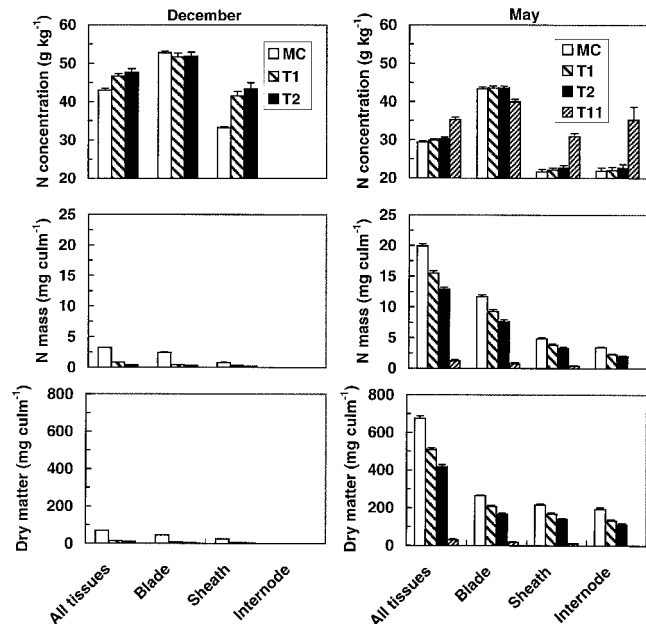 December
May
N concentration (g kg-1)
60
50
40
30
20
MC
T1
T2
N concentration (g kg-1)
60
50
40
30
20
MC
T1
T2
T11
N mass (mg culm-1)
25
20
15
10
5
0
N mass (mg culm-1)
25
20
15
10
5
0
Dry matter (mg culm-1)
800
600
400
200
0
Dry matter (mg culm-1)
800
600
400
200
0
All tissues
Blade
Sheath
Internode
All tissues
Blade
Sheath
Internode